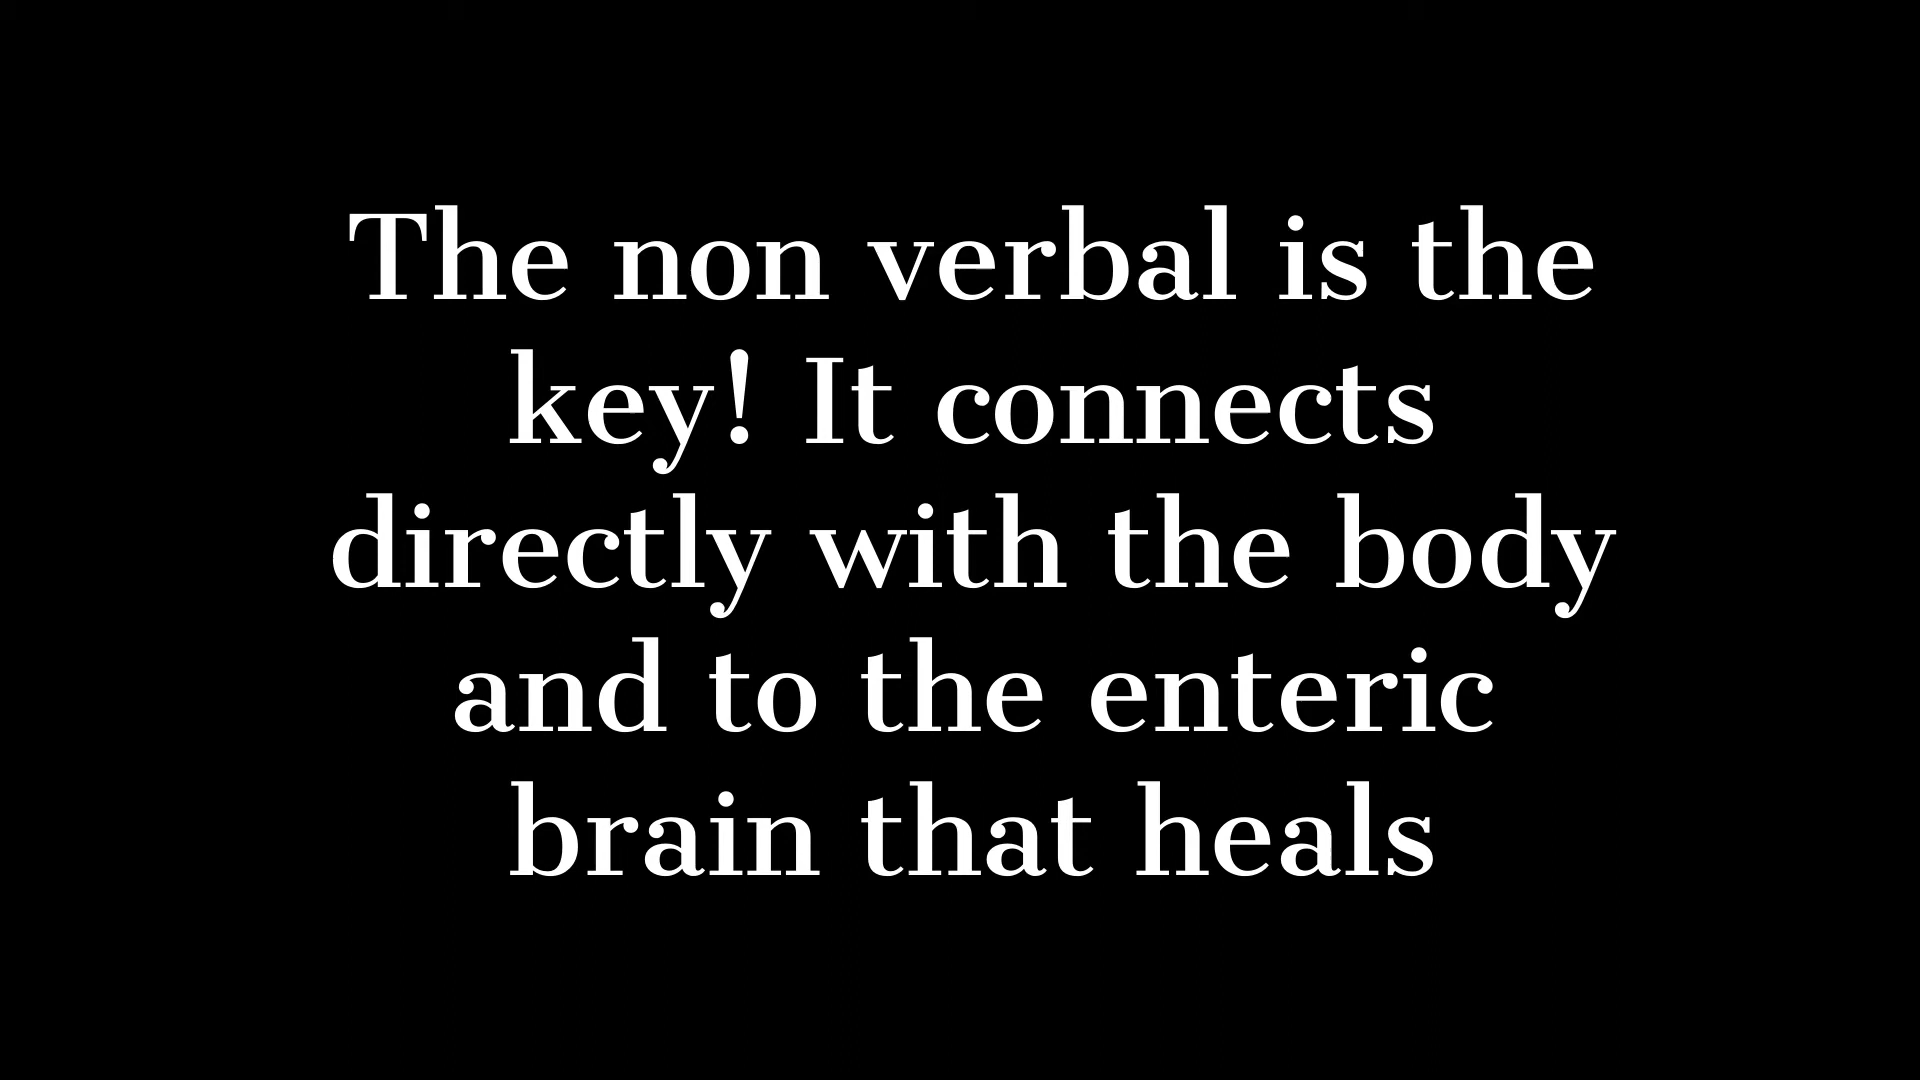 The non verbal is the
key! It connects
directly with the body
and to the enteric
brain that heals